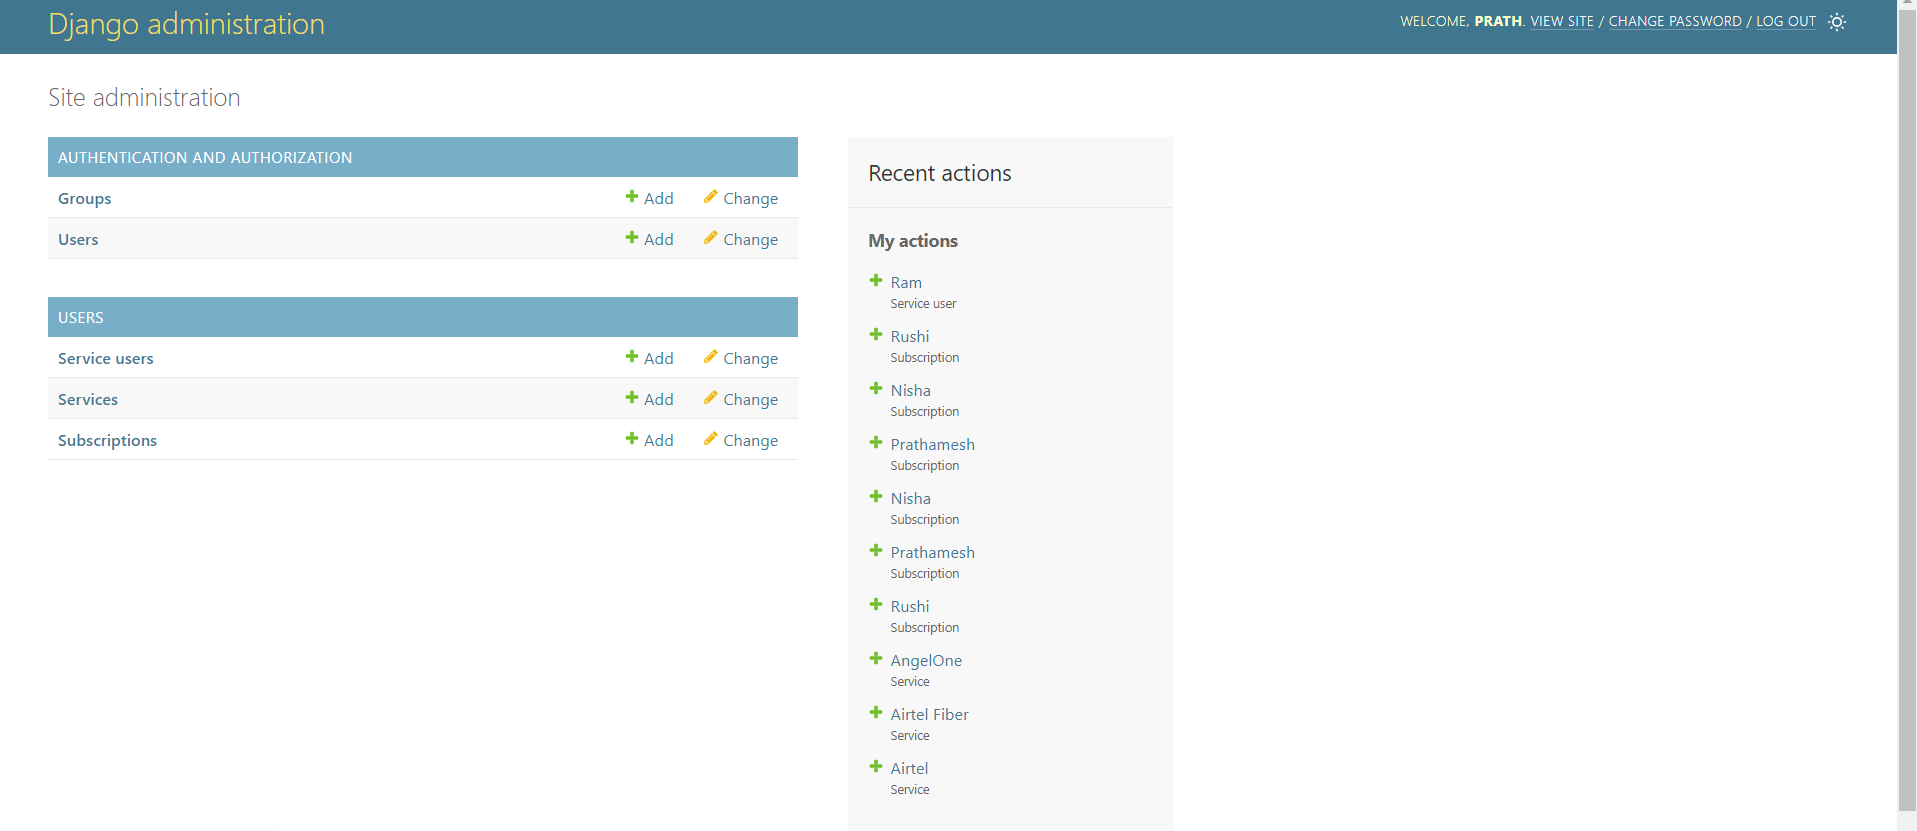 Django administration
WELCOME, PRATH. VIEW SITE / CHANGE PASSWORD / LOG OUT
Site administration
AUTHENTICATION AND AUTHORIZATION
Groups Add Change
Users Add Change
USERS
Service users Add Change
Services Add Change
Subscriptions Add Change
Recent actions
My actions
Ram
Service user
Rushi
Subscription
Nisha
Subscription
Prathamesh
Subscription
Nisha
Subscription
Prathamesh
Subscription
Rushi
Subscription
AngelOne
Service
Airtel Fiber
Service
Airtel
Service